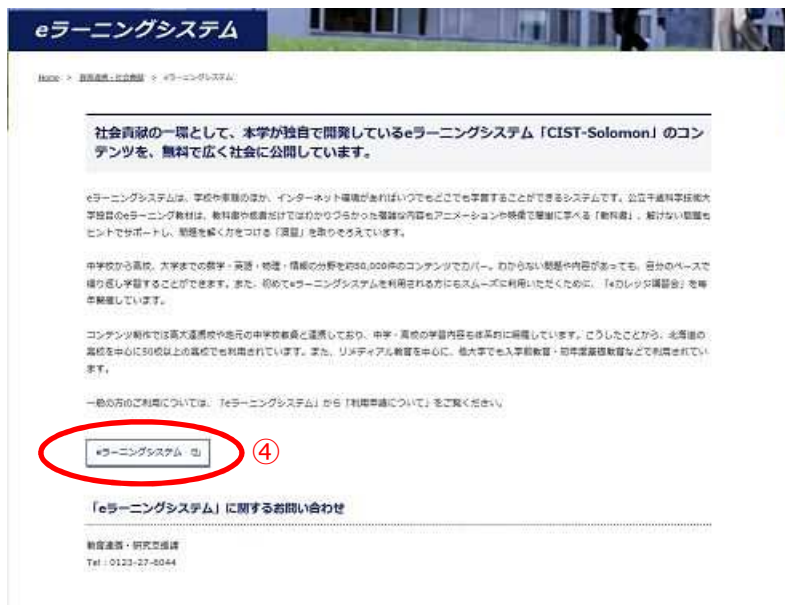 eラーニングシステム
Home > 教育連携・社会貢献 > eラーニングシステム
社会貢献の一環として、本学が独自で開発しているeラーニングシステム「CIST-Solomon」のコン
テンツを、無料で広く社会に公開しています。
eラーニングシステムは、学校や家庭のほか、インターネット環境があればいつでもどこでも学習することができるシステムです。公立千歳科学技術大
学独自のeラーニング教材は、教科書や板書だけではわかりづらかった複雑な内容もアニメーションや映像で簡単に学べる「教科書」、解けない問題も
ヒントでサポートし、問題を解く力をつける「演習」を取りそろえています。
中学校から高校、大学までの数学・英語・物理・情報の分野を約50,000件のコンテンツでカバー。わからない問題や内容があっても、自分のペースで
繰り返し学習することができます。また、初めてeラーニングシステムを利用される方にもスムーズに利用いただくために、「eカレッジ講習会」を毎
年開催しています。
コンテンツ制作では高大連携校や地元の中学校教員と連携しており、中学・高校の学習内容も体系的に網羅しています。こうしたことから、北海道の
高校を中心に50校以上の高校でも利用されています。また、リメディアル教育を中心に、他大学でも入学前教育・初年度基礎教育などで利用されてい
ます。
一般の方のご利用については、「eラーニングシステム」から「利用申請について」をご覧ください。
eラーニングシステム
④
「eラーニングシステム」に関するお問い合わせ
教育連携・研究支援課
Tel : 0123-27-6044